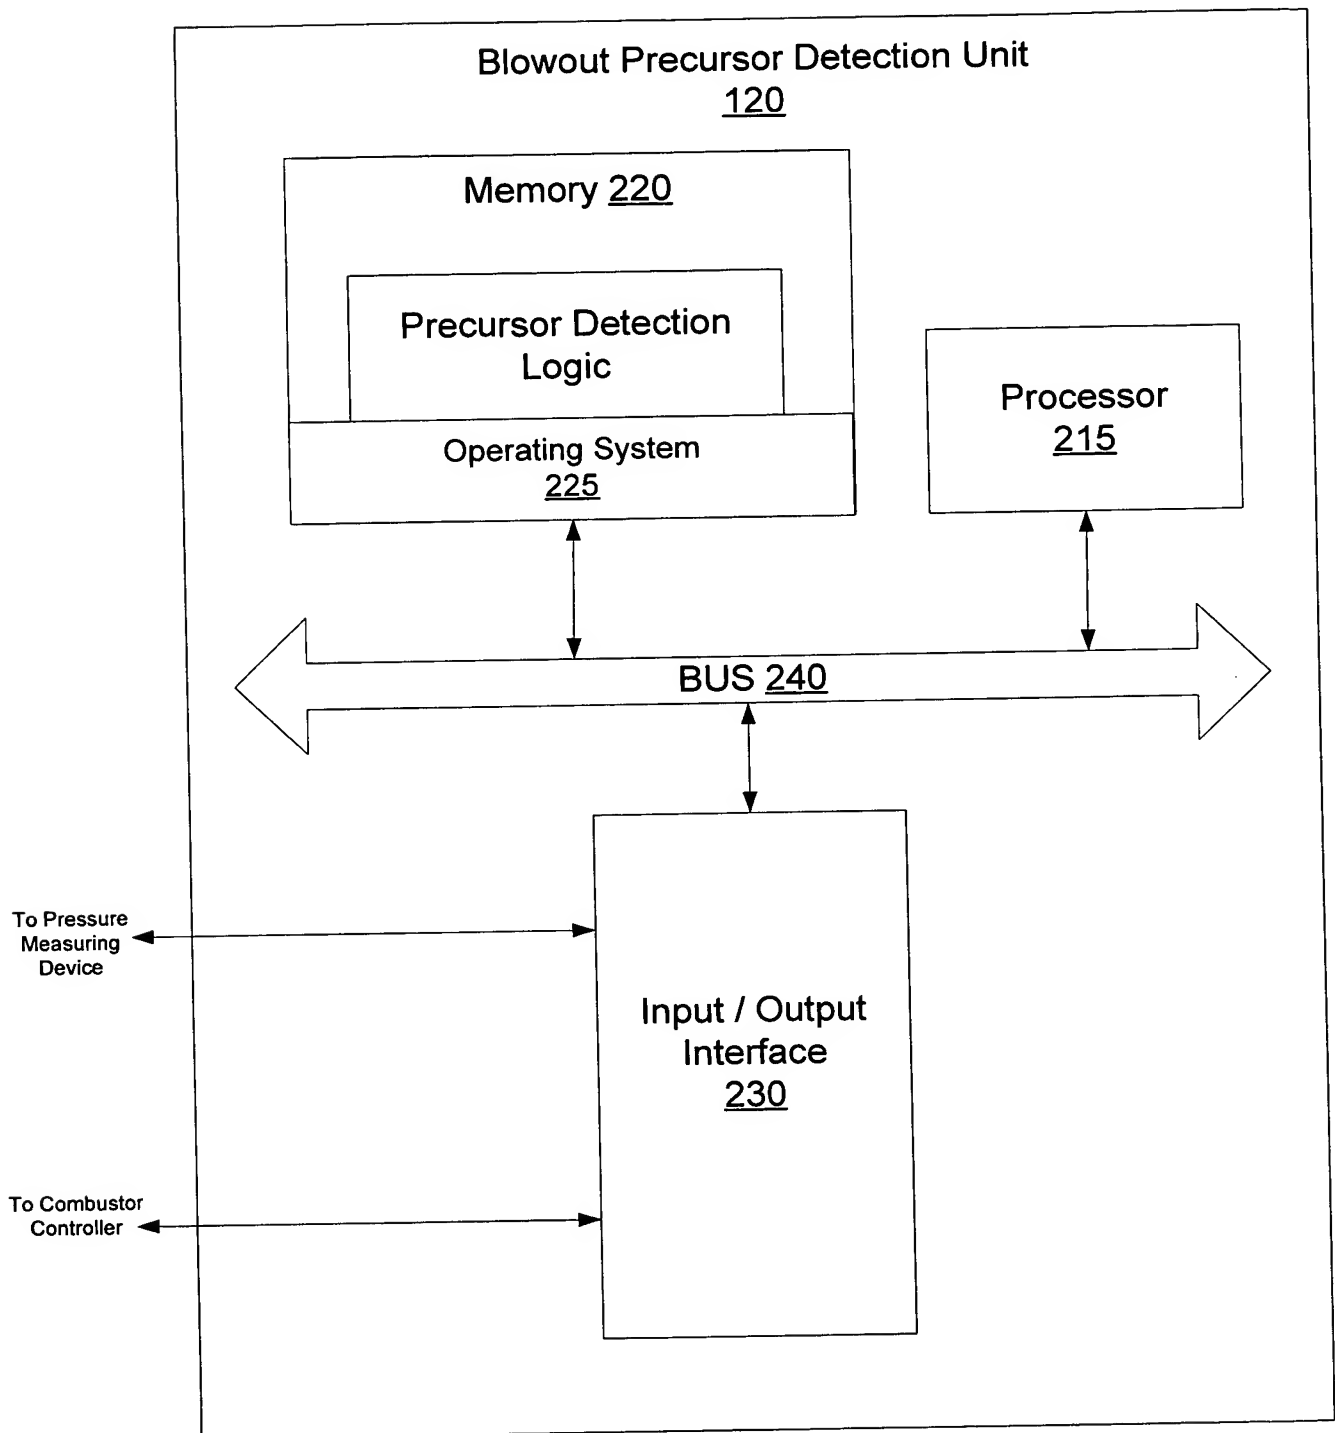 Blowout Precursor Detection Unit
120
Memory 220
Precursor Detection
Logic
Processor
215
Operating System
225
BUS 240
To Pressure
Measuring
Device
Input / Output
Interface
230
To Combustor
Controller